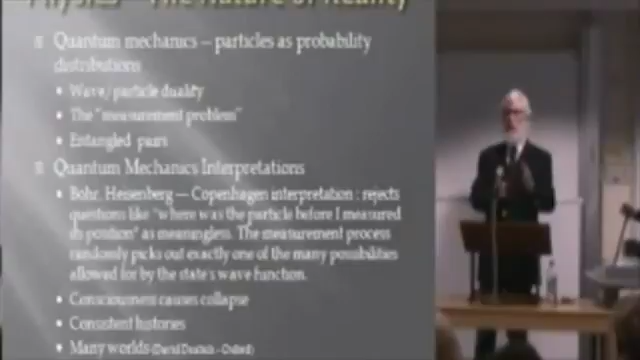 Physics – The Nature of Reality
Quantum mechanics – particles as probability
distributions
Wave/particle duality
The "measurement problem"
Entangled pairs
Quantum Mechanics Interpretations
Bohr, Heisenberg – Copenhagen interpretation : rejects
questions like "where was the particle before I measured
its position" as meaningless. The measurement process
randomly picks out exactly one of the many possibilities
allowed for by the state's wave function.
Consciousness causes collapse
Consistent histories
Many worlds (David Deutsch - Oxford)